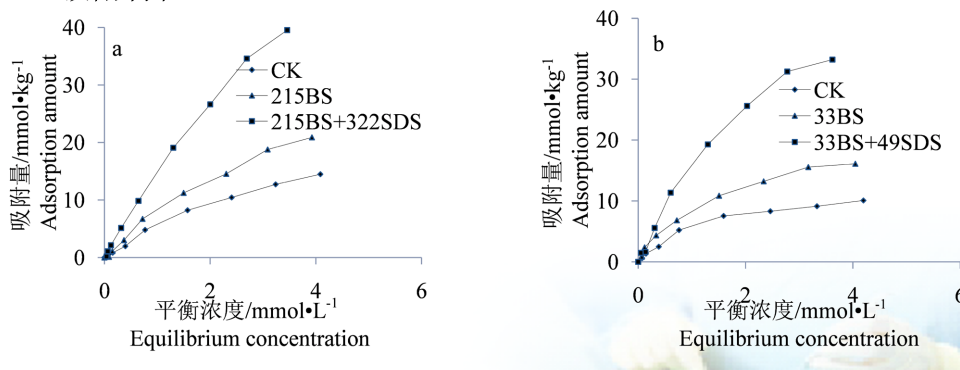 a
40
30
20
10
0
吸附量/mmol•kg-1
Adsorption amount
CK
215BS
215BS+322SDS
0 2 4 6
平衡浓度/mmol•L-1
Equilibrium concentration
b
40
30
20
10
0
吸附量/mmol•kg-1
Adsorption amount
CK
33BS
33BS+49SDS
0 2 4 6
平衡浓度/mmol•L-1
Equilibrium concentration